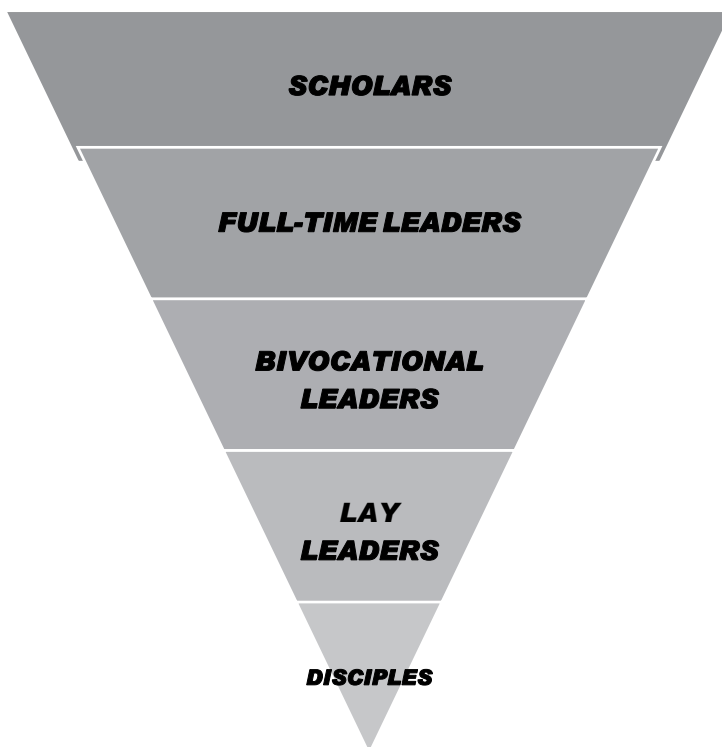 SCHOLARS
FULL-TIME LEADERS
BIVOCATIONAL
LEADERS
LAY
LEADERS
DISCIPLES